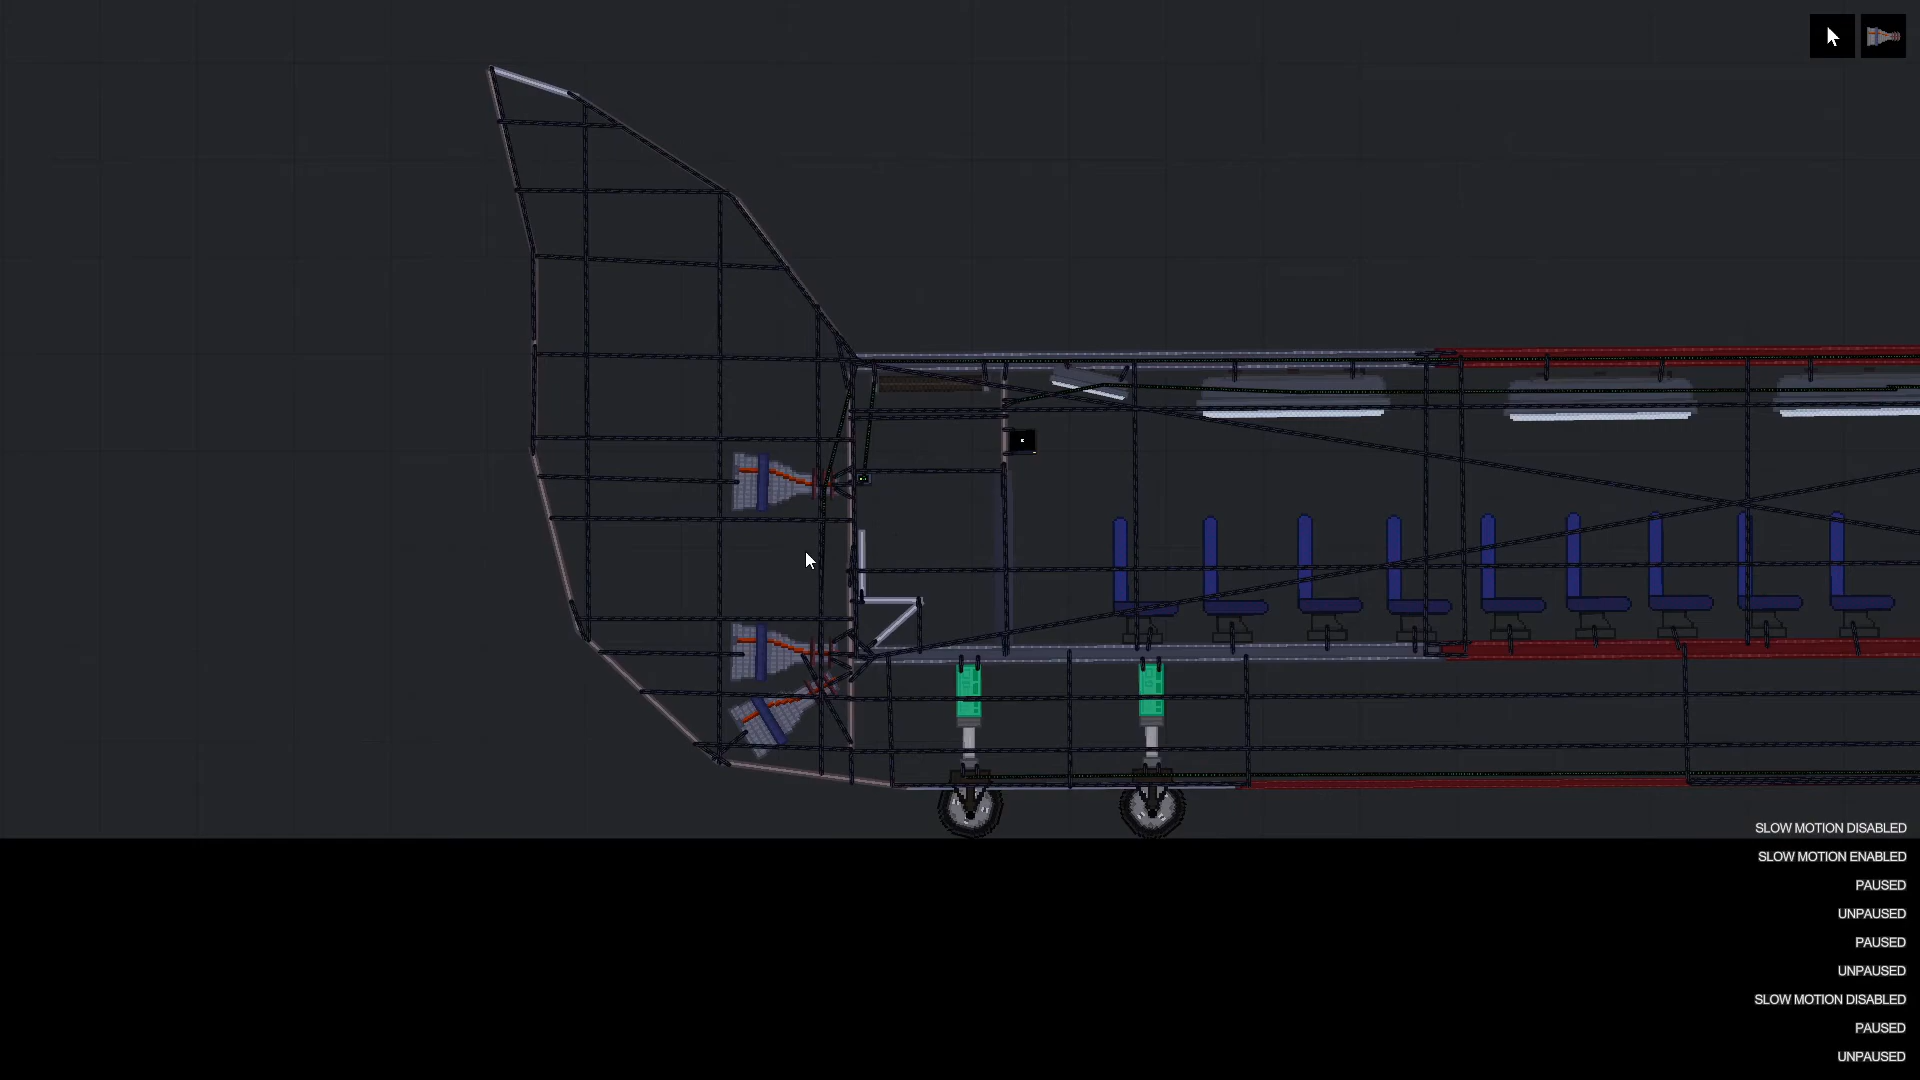 SLOW MOTION DISABLED
SLOW MOTION ENABLED
PAUSED
UNPAUSED
PAUSED
UNPAUSED
SLOW MOTION DISABLED
PAUSED
UNPAUSED